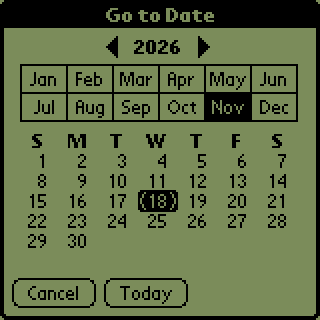 Go to Date
2026
Jan Feb Mar Apr May Jun
Jul Aug Sep Oct Nov Dec
S M T W T F S
1 2 3 4 5 6 7
8 9 10 11 12 13 14
15 16 17 (18) 19 20 21
22 23 24 25 26 27 28
29 30
Cancel Today